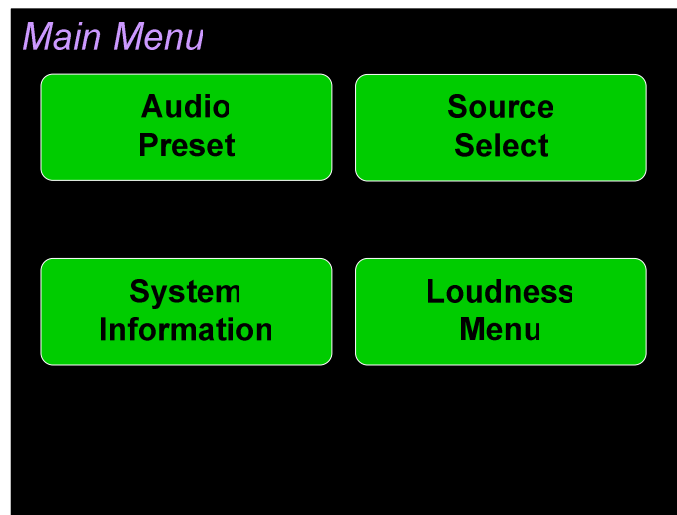 Main Menu
Audio
Preset
Source
Select
System
Information
Loudness
Menu